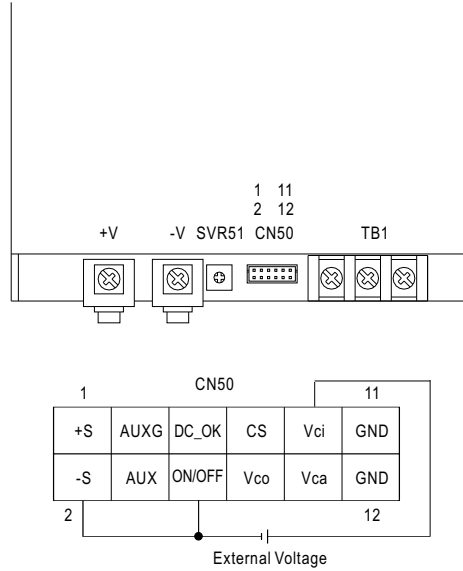 1 11
2 12
+V -V SVR51 CN50 TB1
CN50
1 11
+S AUXG DC_OK CS Vci GND
-S AUX ON/OFF Vco Vca GND
2 12
External Voltage